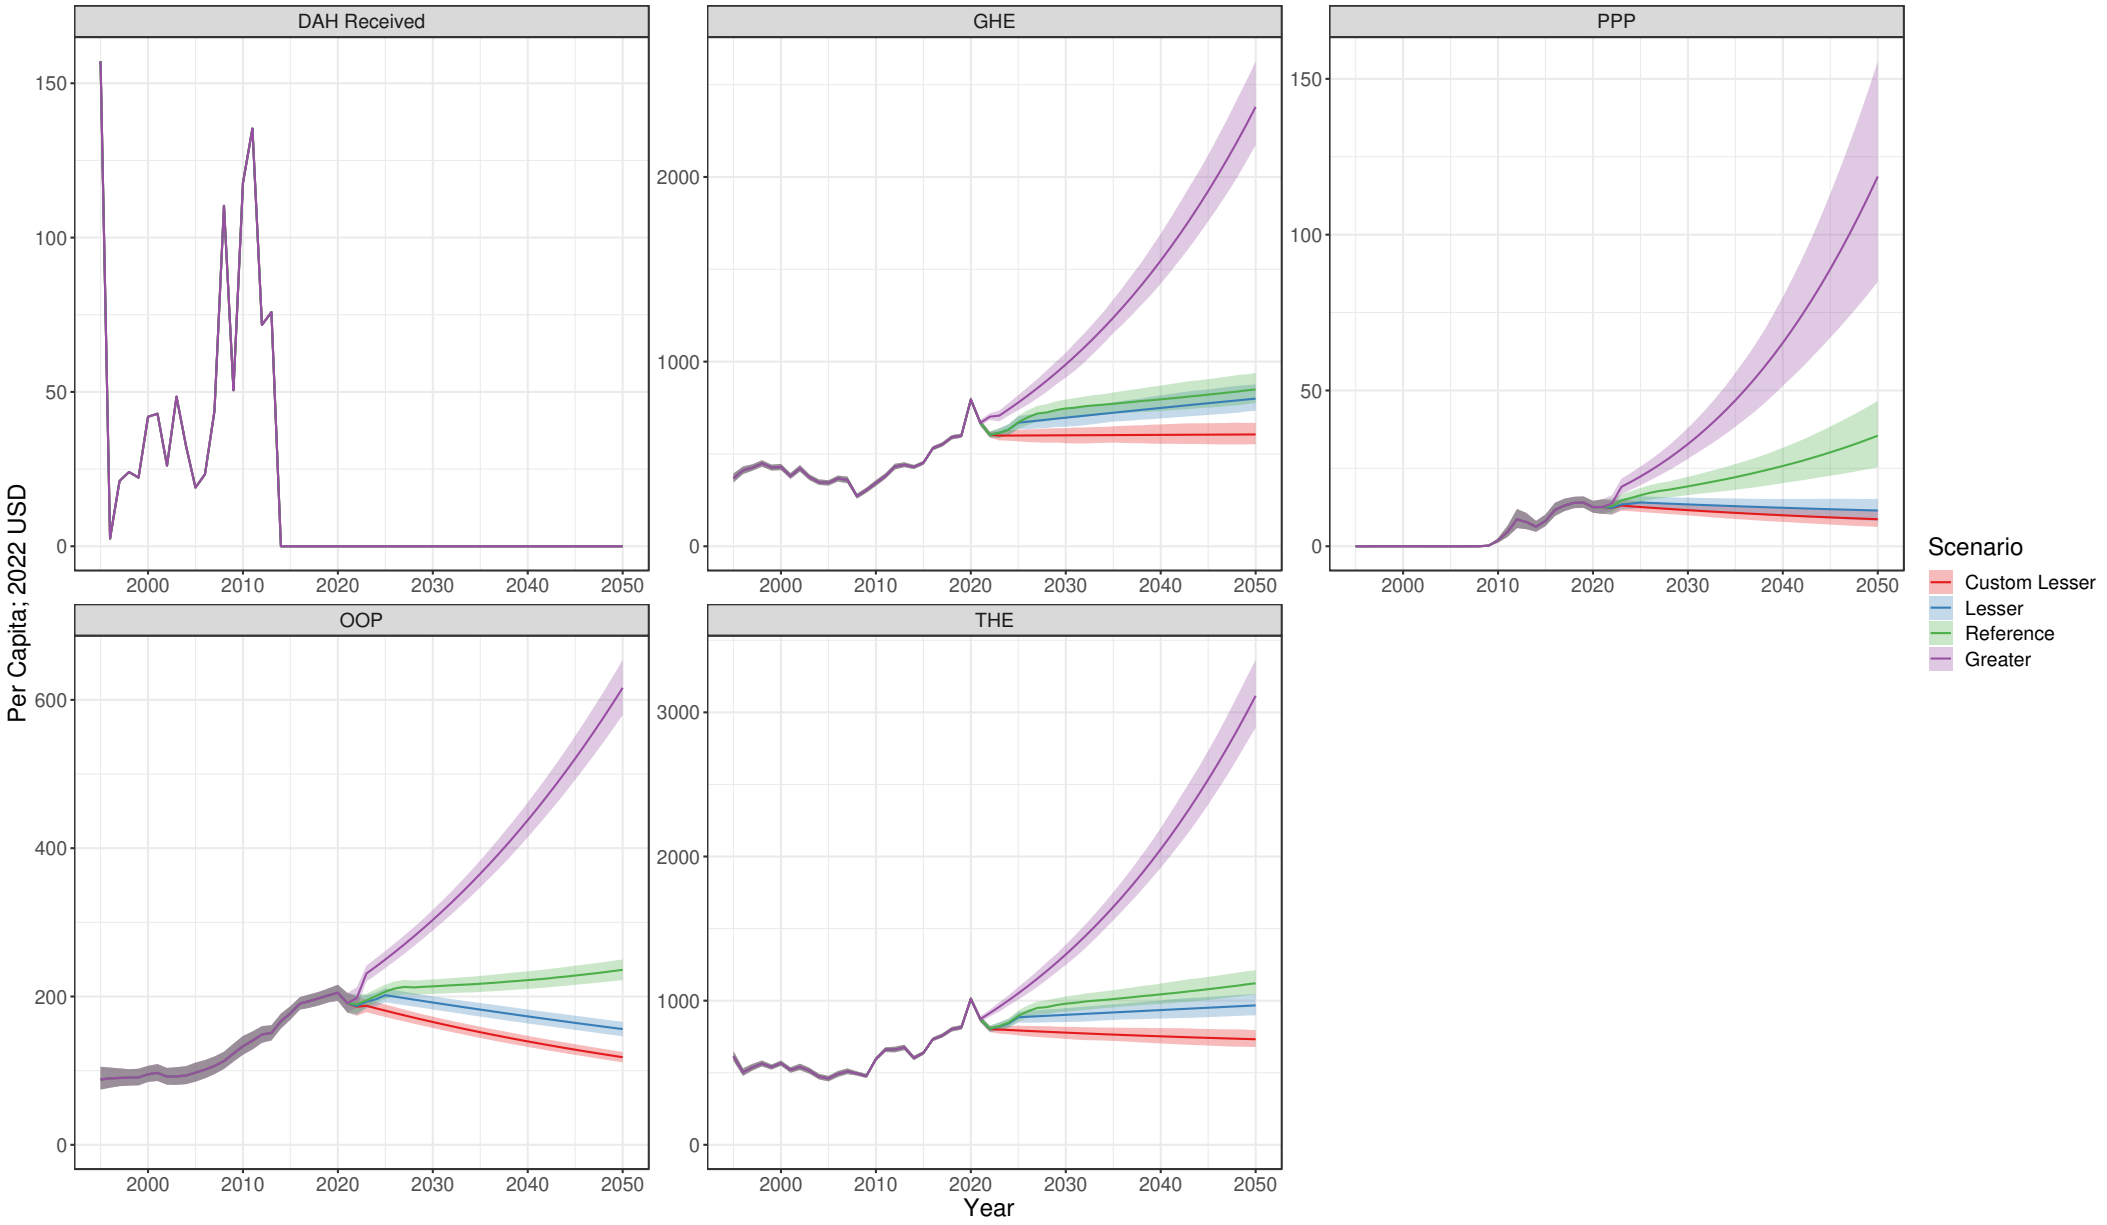 DAH Received
GHE
PPP
150
100
50
0
2000
1000
0
150
100
50
0
2000 2010 2020 2030 2040 2050
2000 2010 2020 2030 2040 2050
2000 2010 2020 2030 2040 2050
OOP
THE
600
400
200
0
3000
2000
1000
0
2000 2010 2020 2030 2040 2050
2000 2010 2020 2030 2040 2050
Year
Per Capita; 2022 USD
Scenario
Custom Lesser
Lesser
Reference
Greater